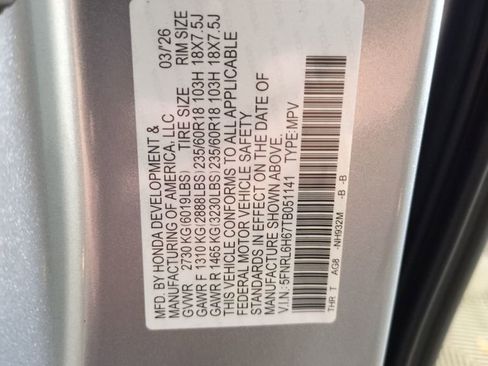 MFD. BY HONDA DEVELOPMENT & 03/26
MANUFACTURING OF AMERICA, LLC
GVWR 2730 KG(6019LBS) TIRE SIZE RIM SIZE
GAWR F 1310 KG(2888LBS) 235/60R18 103H 18X7.5J
GAWR R 1465 KG(3230LBS) 235/60R18 103H 18X7.5J
THIS VEHICLE CONFORMS TO ALL APPLICABLE
FEDERAL MOTOR VEHICLE SAFETY
STANDARDS IN EFFECT ON THE DATE OF
MANUFACTURE SHOWN ABOVE.
V.I.N.:5FNRL6H67TB051141 TYPE:MPV
THR T AG8 -NH932M -B -B